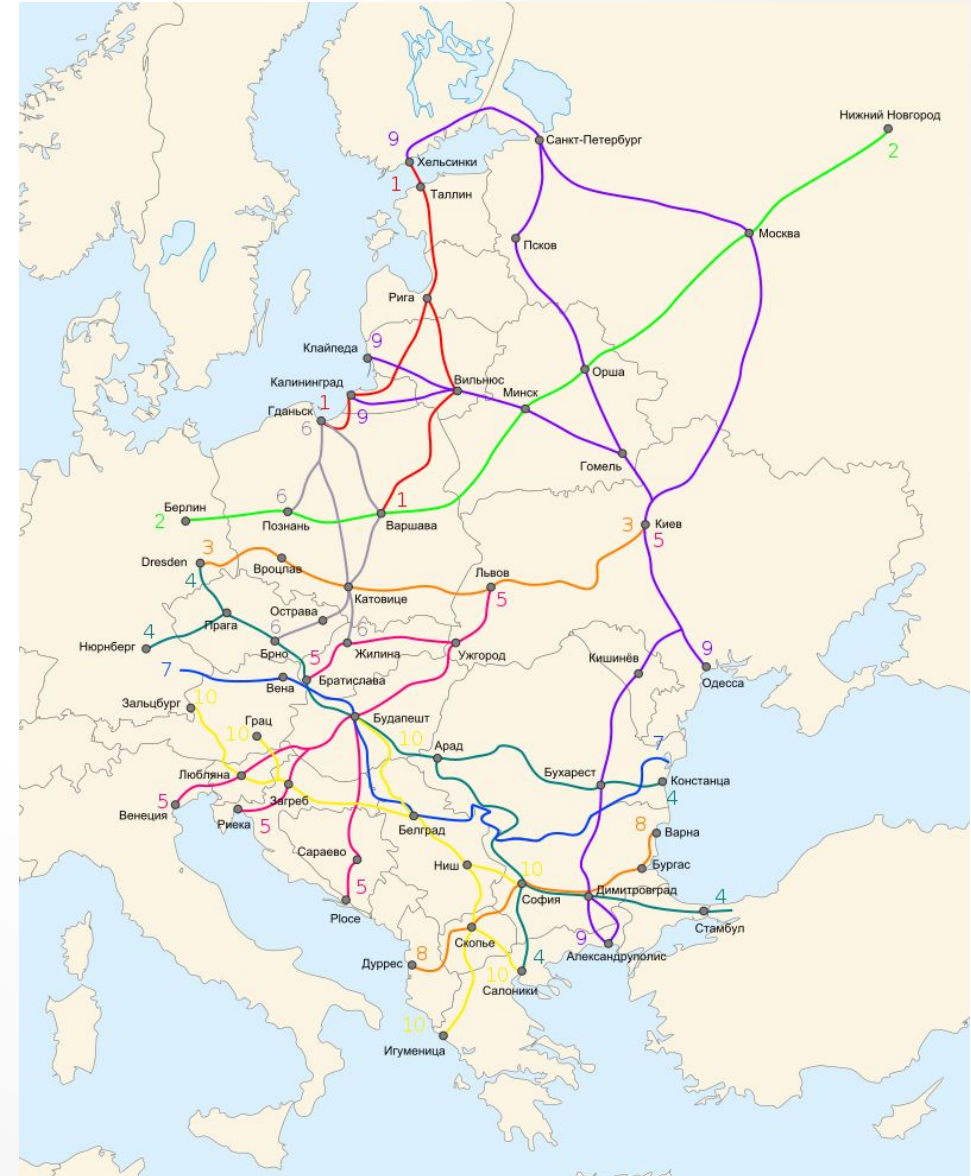 Нижний Новгород
2
Санкт-Петербург
9
Хельсинки
1
Таллин
Москва
Псков
Рига
Клайпеда
9
Калининград
Вильнюс
Орша
Минск
Гданьск
1
9
6
Гомель
Берлин
2
6
Познань
1
Варшава
3
Киев
5
Dresden
3
4
Вроцлав
Катовице
Львов
5
Острава
Прага
Нюрнберг
4
6
Брно
6
Жилина
Ужгород
5
Братислава
7
Вена
Кишинёв
9
Одесса
Зальцбург
10
Грац
10
Будапешт
10
Арад
7
Любляна
Бухарест
Констанца
4
Загреб
5
Венеция
Риека
5
Белград
8
Варна
Сараево
Ниш
10
Бургас
5
София
Димитровград
4
Ploce
Стамбул
Скопье
9
Александруполис
Дуррес
8
4
10
Салоники
10
Игуменица